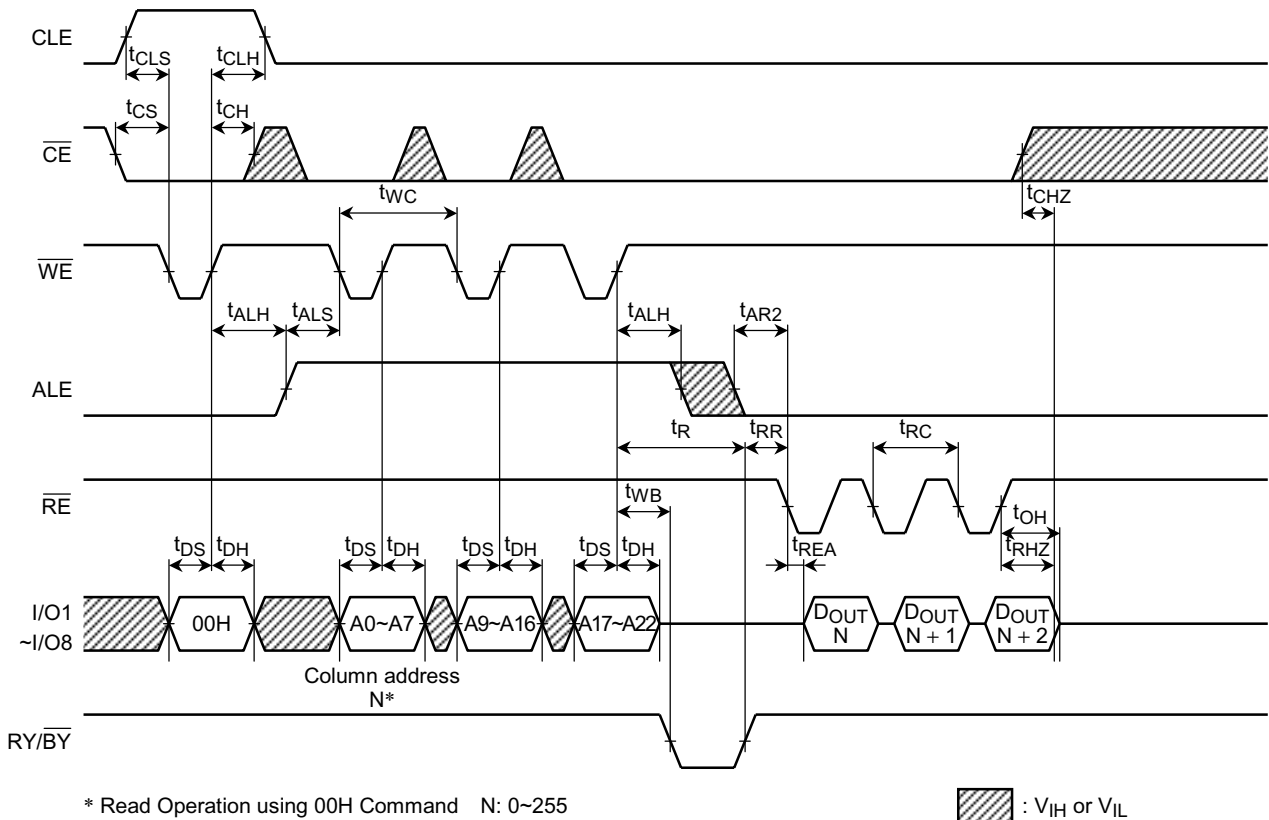 CLE
tCLS
tCLH
tCS
tCH
CE
tCHZ
tWC
WE
tALH
tALS
tALH
tAR2
ALE
tR
tRR
tRC
RE
tWB
tOH
tDS
tDH
tDS
tDH
tDS
tDH
tDS
tDH
tREA
tRHZ
I/O1
~I/O8
00H
A0~A7
A9~A16
A17~A22
DOUT
N
DOUT
N + 1
DOUT
N + 2
Column address
N*
RY/BY
* Read Operation using 00H Command N: 0~255
: VIH or VIL